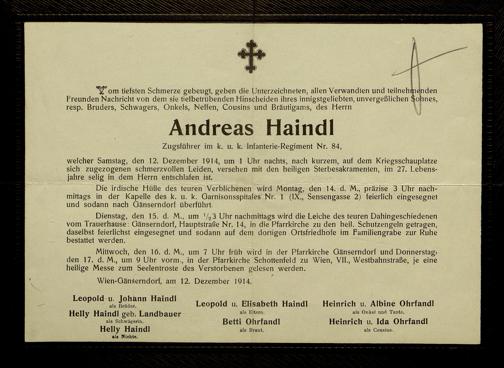 Vom tiefsten Schmerze gebeugt, geben die Unterzeichneten, allen Verwandten und teilnehmenden
Freunden Nachricht von dem sie tiefbetrübenden Hinscheiden ihres innigstgeliebten, unvergeßlichen Sohnes,
resp. Bruders, Schwagers, Onkels, Neffen, Cousins und Bräutigams, des Herrn
Andreas Haindl
Zugsführer im k. u. k. Infanterie-Regiment Nr. 84,
welcher Samstag, den 12. Dezember 1914, um 1 Uhr nachts, nach kurzem, auf dem Kriegsschauplatze
sich zugezogenen schmerzvollen Leiden, versehen mit den heiligen Sterbesakramenten, im 27. Lebens-
jahre selig in dem Herrn entschlafen ist.
Die irdische Hülle des teuren Verblichenen wird Montag, den 14. d. M., präzise 3 Uhr nach-
mittags in der Kapelle des k. u. k. Garnisonsspitales Nr. 1 (IX., Sensengasse 2) feierlich eingesegnet
und sodann nach Gänserndorf überführt.
Dienstag, den 15. d. M., um 1/23 Uhr nachmittags wird die Leiche des teuren Dahingeschiedenen
vom Trauerhause: Gänserndorf, Hauptstraße Nr. 14, in die Pfarrkirche zu den heil. Schutzengeln getragen,
daselbst feierlichst eingesegnet und sodann auf dem dorigen Ortsfriedhofe im Familiengrabe zur Ruhe
bestattet werden.
Mittwoch, den 16. d. M., um 7 Uhr früh wird in der Pfarrkirche Gänserndorf und Donnerstag,
den 17. d. M., um 9 Uhr vorm., in der Pfarrkirche Schottenfeld zu Wien, VII., Westbahnstraße, je eine
heilige Messe zum Seelentroste des Verstorbenen gelesen werden.
Wien-Gänserndorf, am 12. Dezember 1914.
Leopold u. Johann Haindl
als Brüder.
Helly Haindl geb. Landbauer
als Schwägerin.
Helly Haindl
als Nichte.
Leopold u. Elisabeth Haindl
als Eltern.
Betti Ohrfandl
als Braut.
Heinrich u. Albine Ohrfandl
als Onkel und Tante.
Heinrich u. Ida Ohrfandl
als Cousins.